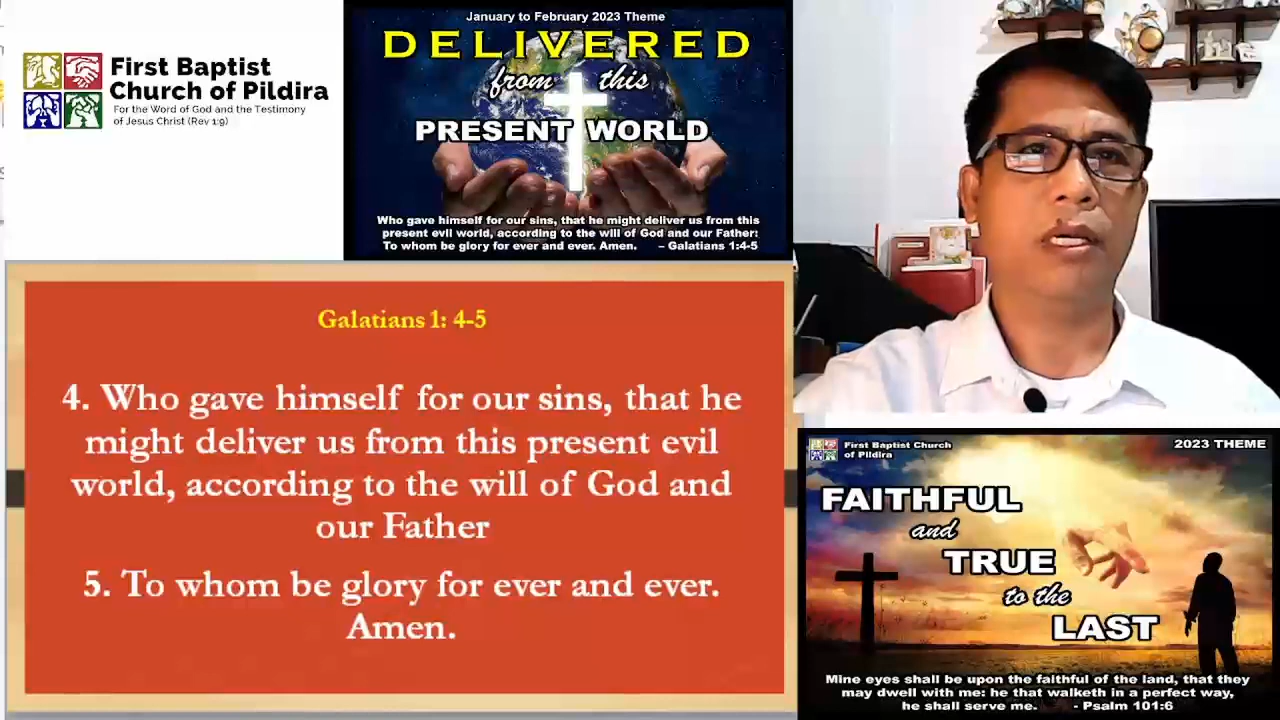 First Baptist
Church of Pildira
For the Word of God and the Testimony
of Jesus Christ (Rev 1:9)
January to February 2023 Theme
DELIVERED
from this
PRESENT WORLD
Who gave himself for our sins, that he might deliver us from this
present evil world, according to the will of God and our Father:
To whom be glory for ever and ever. Amen. – Galatians 1:4-5
Galatians 1: 4-5
4. Who gave himself for our sins, that he
might deliver us from this present evil
world, according to the will of God and
our Father
5. To whom be glory for ever and ever.
Amen.
First Baptist Church
of Pildira
2023 THEME
FAITHFUL
and
TRUE
to the
LAST
Mine eyes shall be upon the faithful of the land, that they
may dwell with me: he that walketh in a perfect way,
he shall serve me. - Psalm 101:6